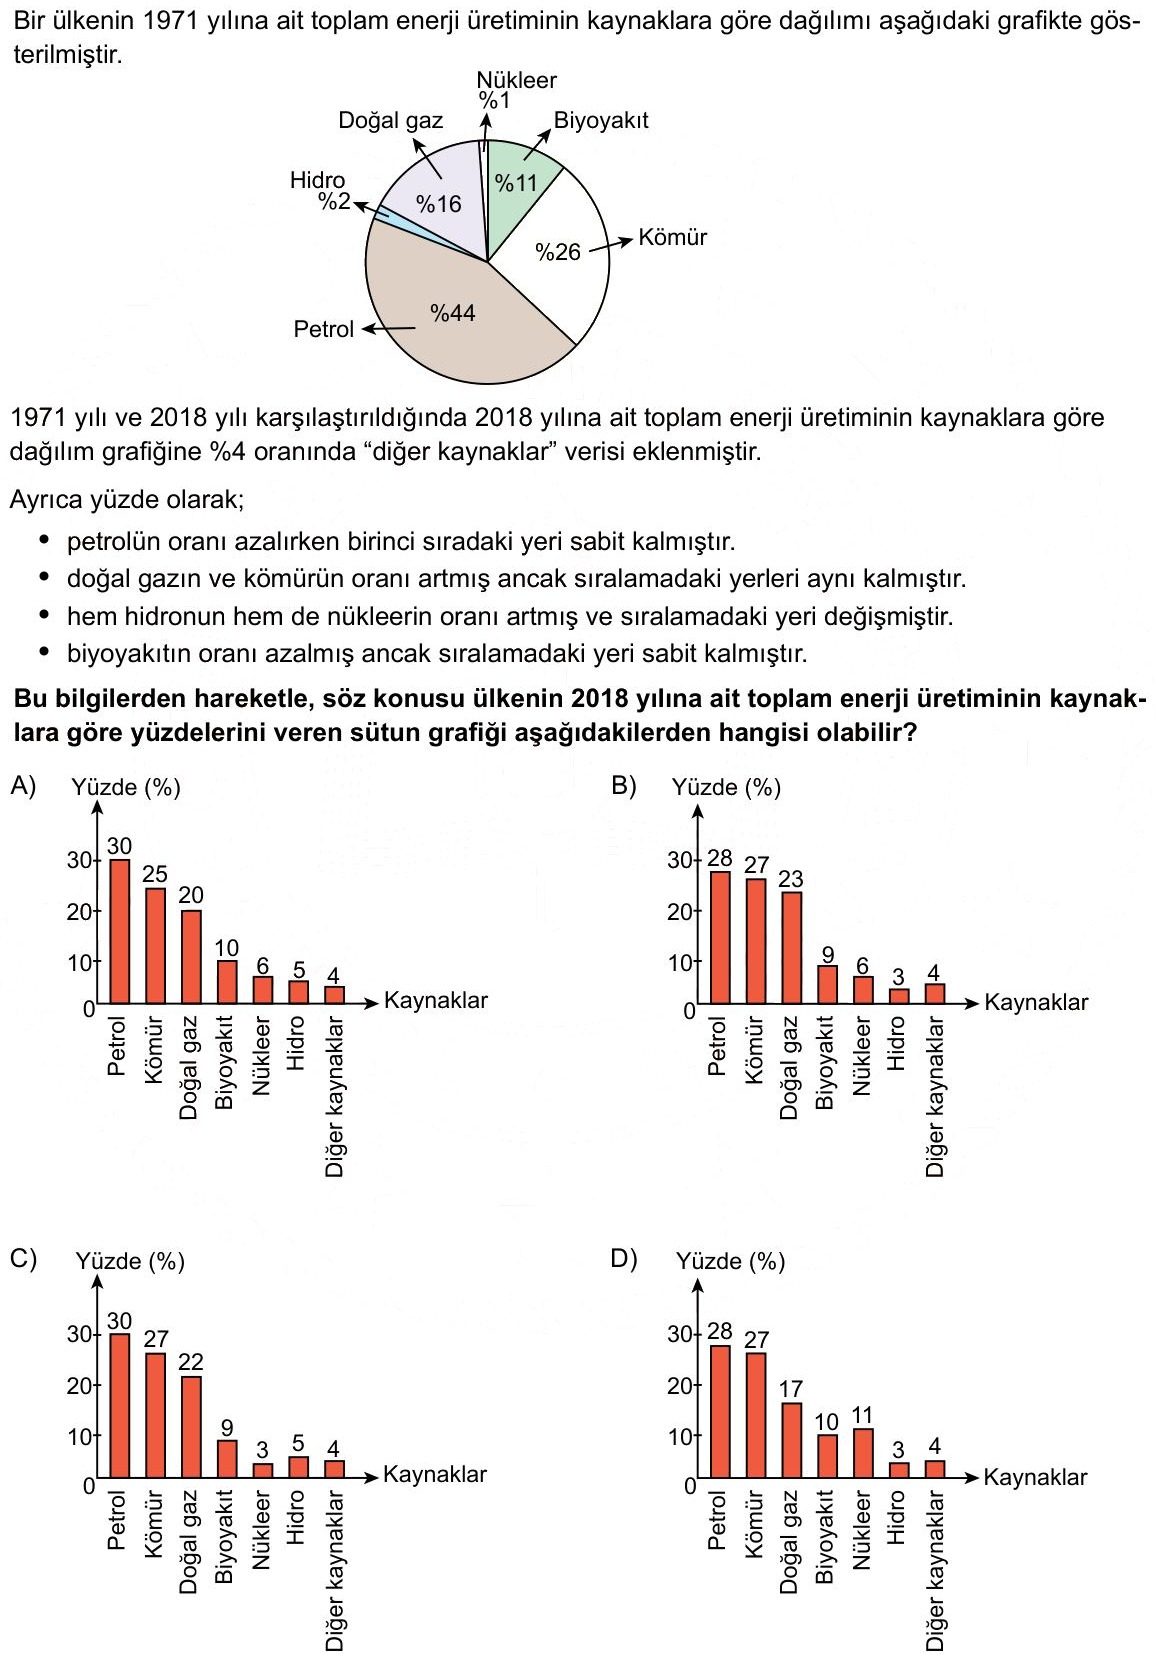 Bir ülkenin 1971 yılına ait toplam enerji üretiminin kaynaklara göre dağılımı aşağıdaki grafikte gös-
terilmiştir.
Nükleer
%1
Doğal gaz
Biyoyakıt
Hidro
%2
%16
%11
%26
Kömür
%44
Petrol
1971 yılı ve 2018 yılı karşılaştırıldığında 2018 yılına ait toplam enerji üretiminin kaynaklara göre
dağılım grafiğine %4 oranında “diğer kaynaklar” verisi eklenmiştir.
Ayrıca yüzde olarak;
• petrolün oranı azalırken birinci sıradaki yeri sabit kalmıştır.
• doğal gazın ve kömürün oranı artmış ancak sıralamadaki yerleri aynı kalmıştır.
• hem hidronun hem de nükleerin oranı artmış ve sıralamadaki yeri değişmiştir.
• biyoyakıtın oranı azalmış ancak sıralamadaki yeri sabit kalmıştır.
Bu bilgilerden hareketle, söz konusu ülkenin 2018 yılına ait toplam enerji üretiminin kaynak-
lara göre yüzdelerini veren sütun grafiği aşağıdakilerden hangisi olabilir?
A) Yüzde (%)
30
20
10
0
30
25
20
10
6
5
4
Kaynaklar
Petrol
Kömür
Doğal gaz
Biyoyakıt
Nükleer
Hidro
Diğer kaynaklar
B) Yüzde (%)
30
20
10
0
28
27
23
9
6
3
4
Kaynaklar
Petrol
Kömür
Doğal gaz
Biyoyakıt
Nükleer
Hidro
Diğer kaynaklar
C) Yüzde (%)
30
20
10
0
30
27
22
9
3
5
4
Kaynaklar
Petrol
Kömür
Doğal gaz
Biyoyakıt
Nükleer
Hidro
Diğer kaynaklar
D) Yüzde (%)
30
20
10
0
28
27
17
10
11
3
4
Kaynaklar
Petrol
Kömür
Doğal gaz
Biyoyakıt
Nükleer
Hidro
Diğer kaynaklar